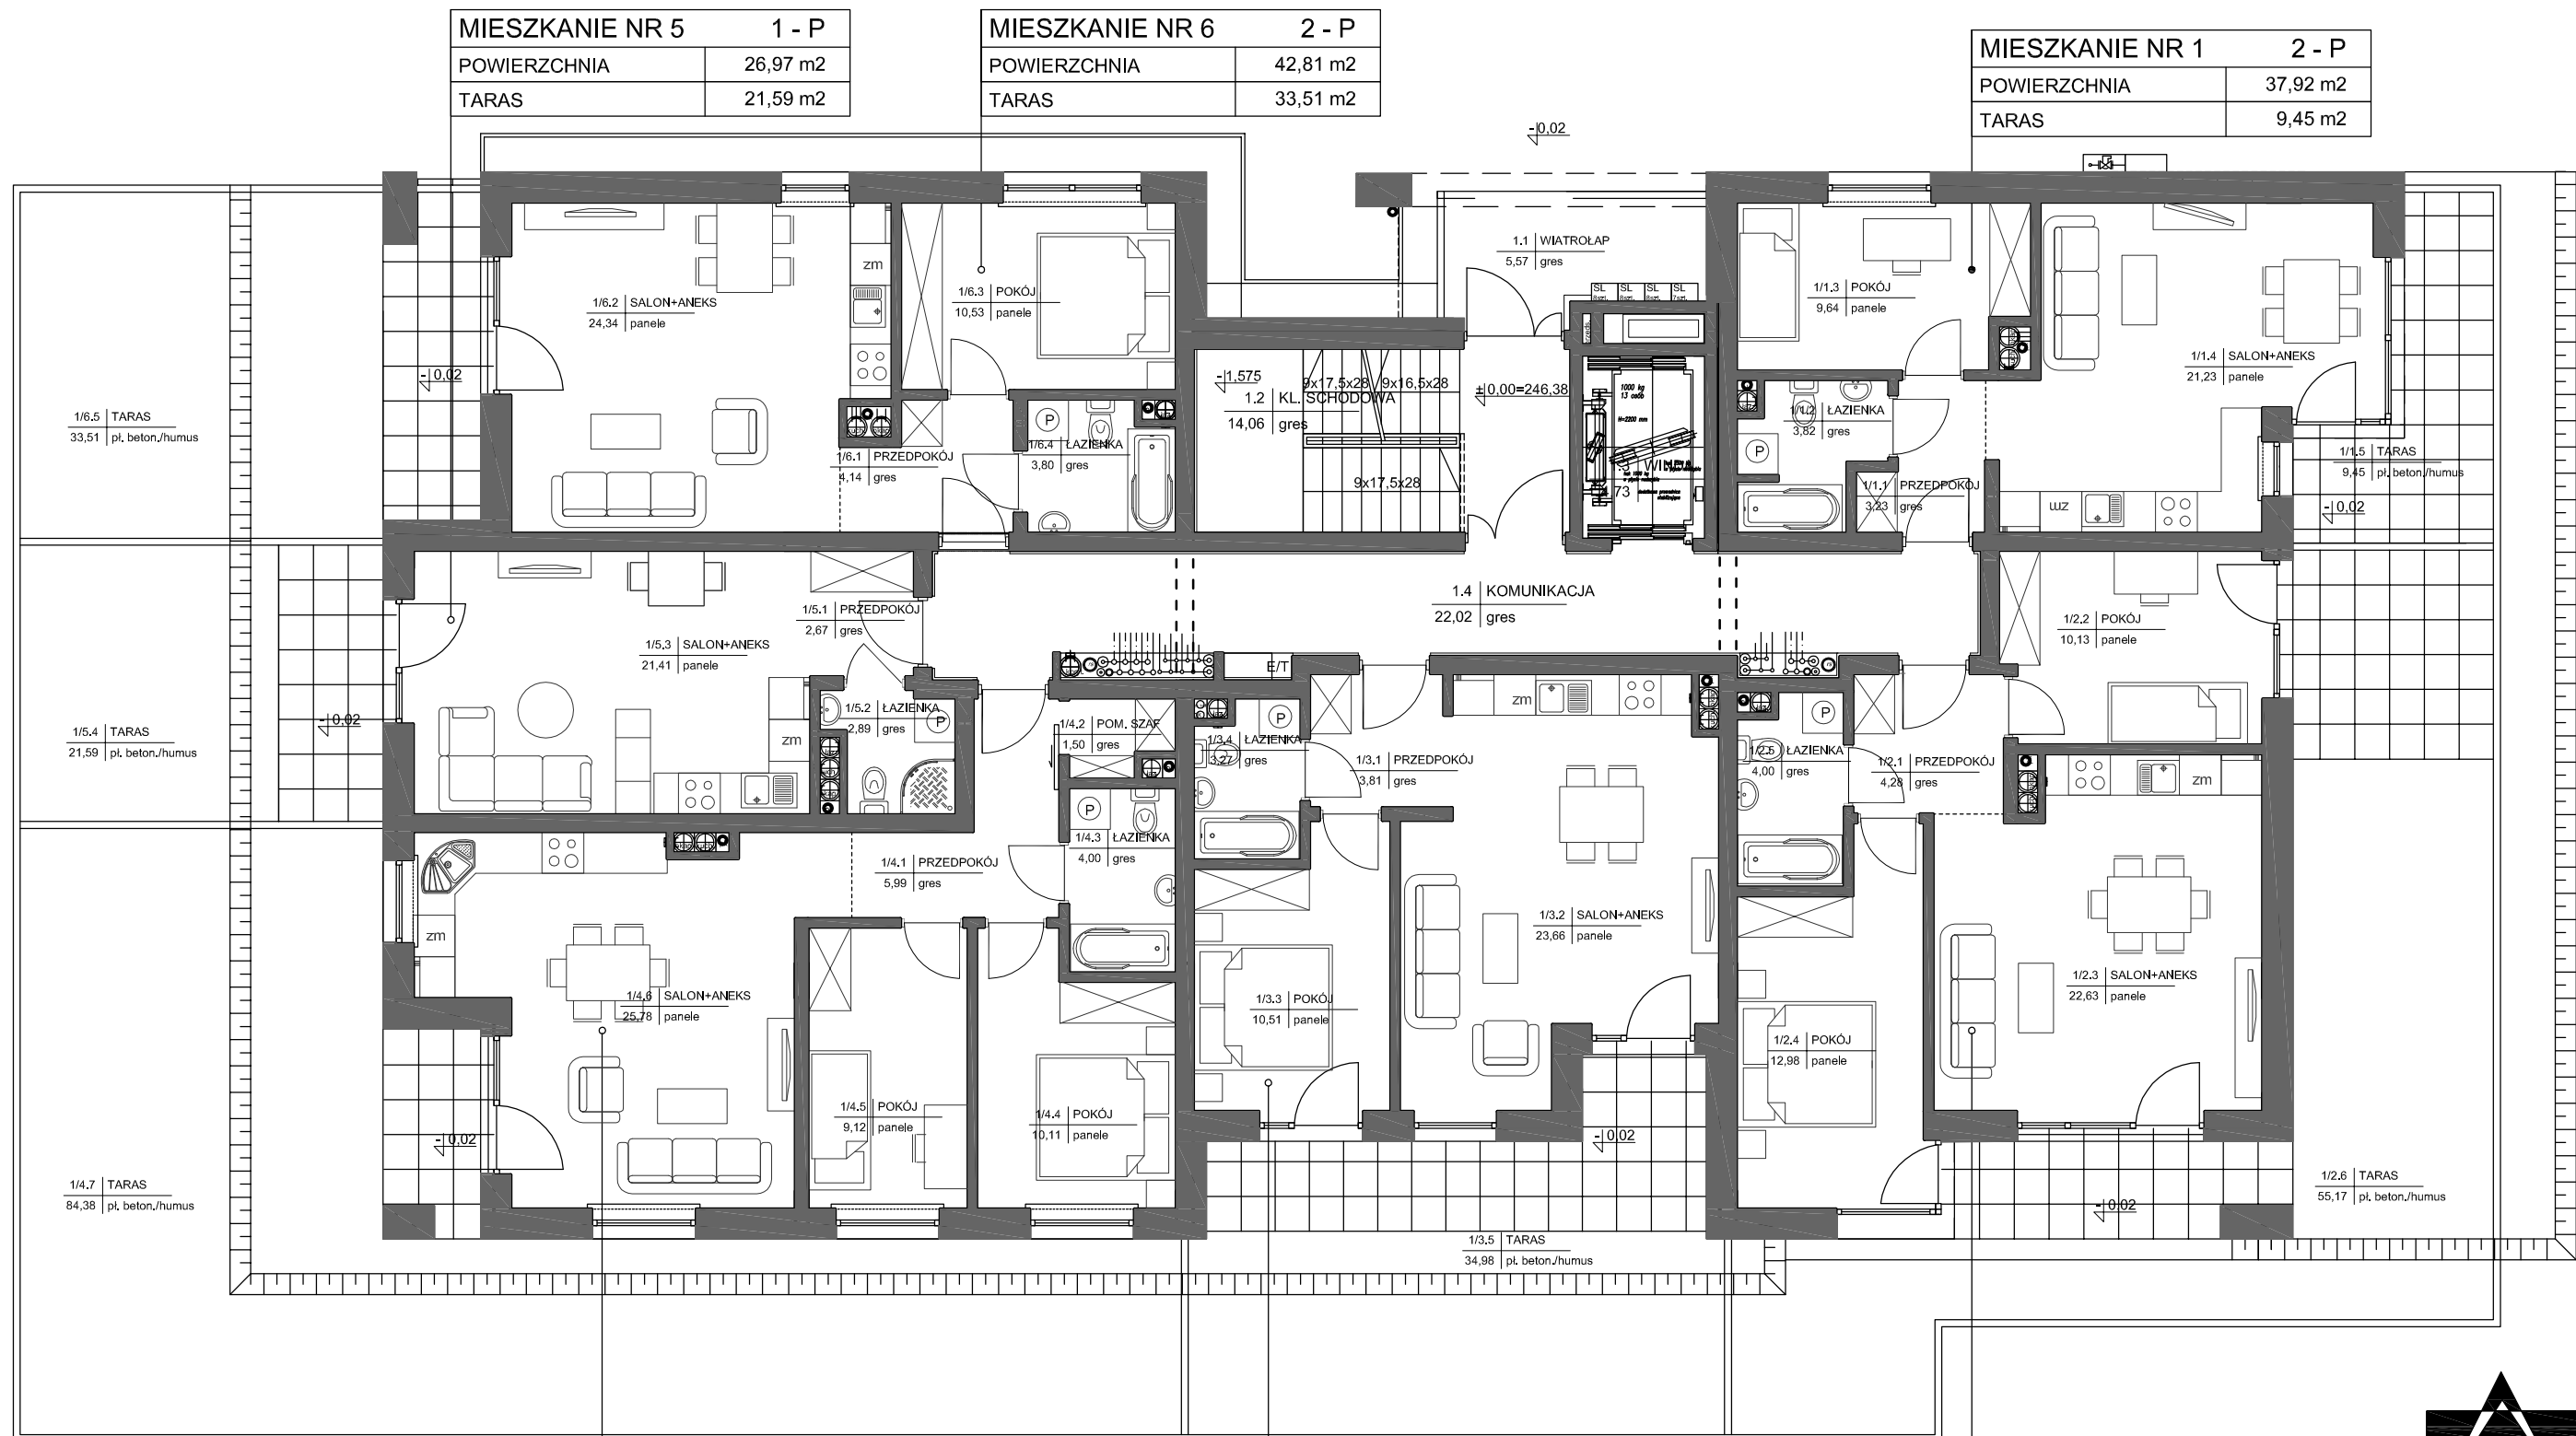 MIESZKANIE NR 5 1 - P
POWIERZCHNIA 26,97 m2
TARAS 21,59 m2
MIESZKANIE NR 6 2 - P
POWIERZCHNIA 42,81 m2
TARAS 33,51 m2
MIESZKANIE NR 1 2 - P
POWIERZCHNIA 37,92 m2
TARAS 9,45 m2
-0,02
1.1 WIATROŁAP
5,57 gres
SL SL SL SL
1/6.2 SALON+ANEKS
24,34 panele
zm
1/6.3 POKÓJ
10,53 panele
1/1.3 POKÓJ
9,64 panele
1/1.4 SALON+ANEKS
21,23 panele
-0,02
-1,575
9x17,5x28 9x16,5x28
±0,00=246,38
1.2 KL. SCHODOWA
14,06 gres
9x17,5x28
1000 kg
13 osób
H=2200 mm
1/6.5 TARAS
33,51 pł. beton./humus
P
1/6.4 ŁAZIENKA
3,80 gres
1/6.1 PRZEDPOKÓJ
4,14 gres
1/1.2 ŁAZIENKA
3,82 gres
P
1/1.5 TARAS
9,45 pł. beton./humus
1/1.1 PRZEDPOKÓJ
3,23 gres
zm
-0,02
1.4 KOMUNIKACJA
22,02 gres
1/5.1 PRZEDPOKÓJ
2,67 gres
1/5.3 SALON+ANEKS
21,41 panele
1/2.2 POKÓJ
10,13 panele
E/T
1/5.4 TARAS
21,59 pł. beton./humus
-0,02
zm
1/5.2 ŁAZIENKA
2,89 gres
P
1/4.2 POM. SZAF
1,50 gres
P
1/3.4 ŁAZIENKA
3,27 gres
zm
1/3.1 PRZEDPOKÓJ
3,81 gres
P
1/2.5 ŁAZIENKA
4,00 gres
1/2.1 PRZEDPOKÓJ
4,28 gres
zm
P
1/4.3 ŁAZIENKA
4,00 gres
1/4.1 PRZEDPOKÓJ
5,99 gres
zm
1/3.2 SALON+ANEKS
23,66 panele
1/4.6 SALON+ANEKS
25,78 panele
1/3.3 POKÓJ
10,51 panele
1/2.3 SALON+ANEKS
22,63 panele
1/2.4 POKÓJ
12,98 panele
1/4.5 POKÓJ
9,12 panele
1/4.4 POKÓJ
10,11 panele
-0,02
-0,02
1/4.7 TARAS
84,38 pł. beton./humus
1/2.6 TARAS
55,17 pł. beton./humus
-0,02
1/3.5 TARAS
34,98 pł. beton./humus